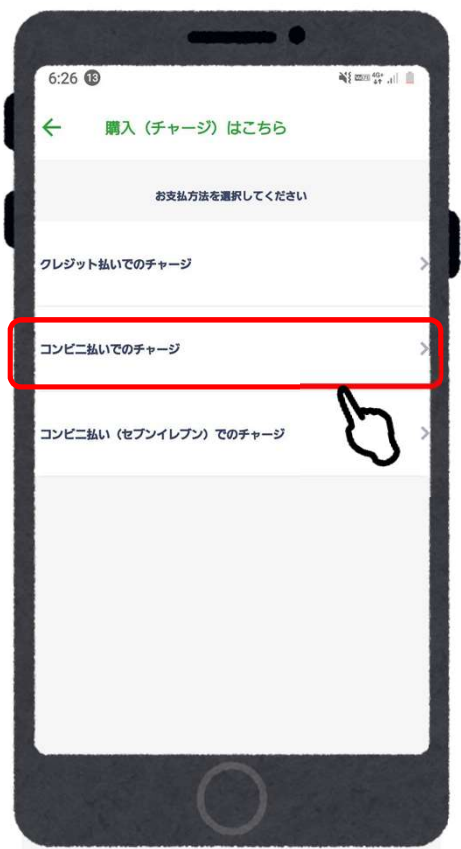 6:26 13
購入（チャージ）はこちら
お支払方法を選択してください
クレジット払いでのチャージ
コンビニ払いでのチャージ
コンビニ払い（セブンイレブン）でのチャージ